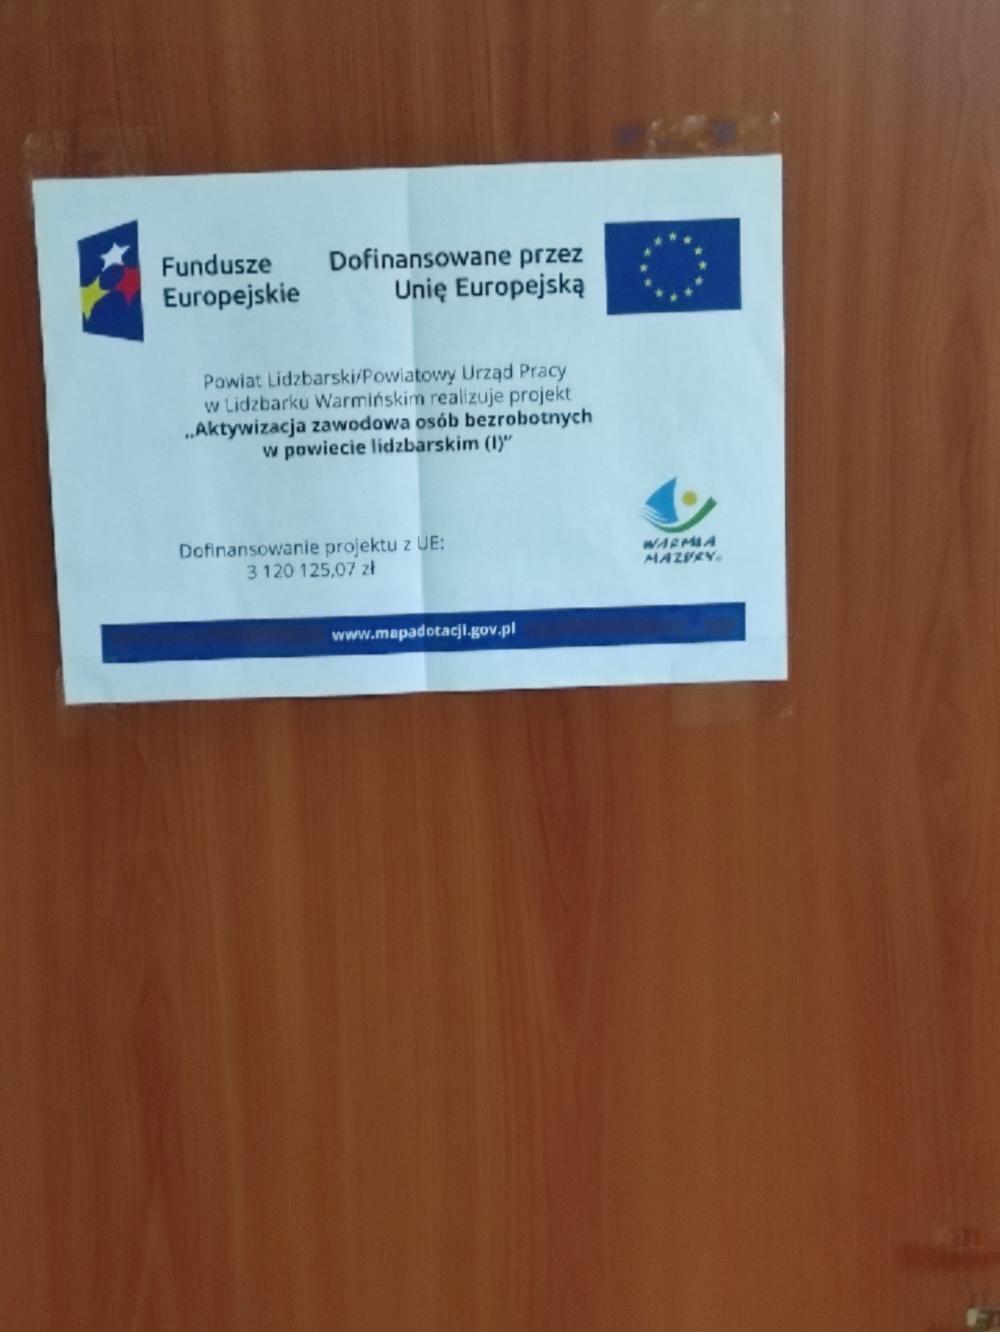 Fundusze
Europejskie
Dofinansowane przez
Unię Europejską
Powiat Lidzbarski/Powiatowy Urząd Pracy
w Lidzbarku Warmińskim realizuje projekt
„Aktywizacja zawodowa osób bezrobotnych
w powiecie lidzbarskim (I)”
WARMIA
MAZURY
Dofinansowanie projektu z UE:
3 120 125,07 zł
www.mapadotacji.gov.pl